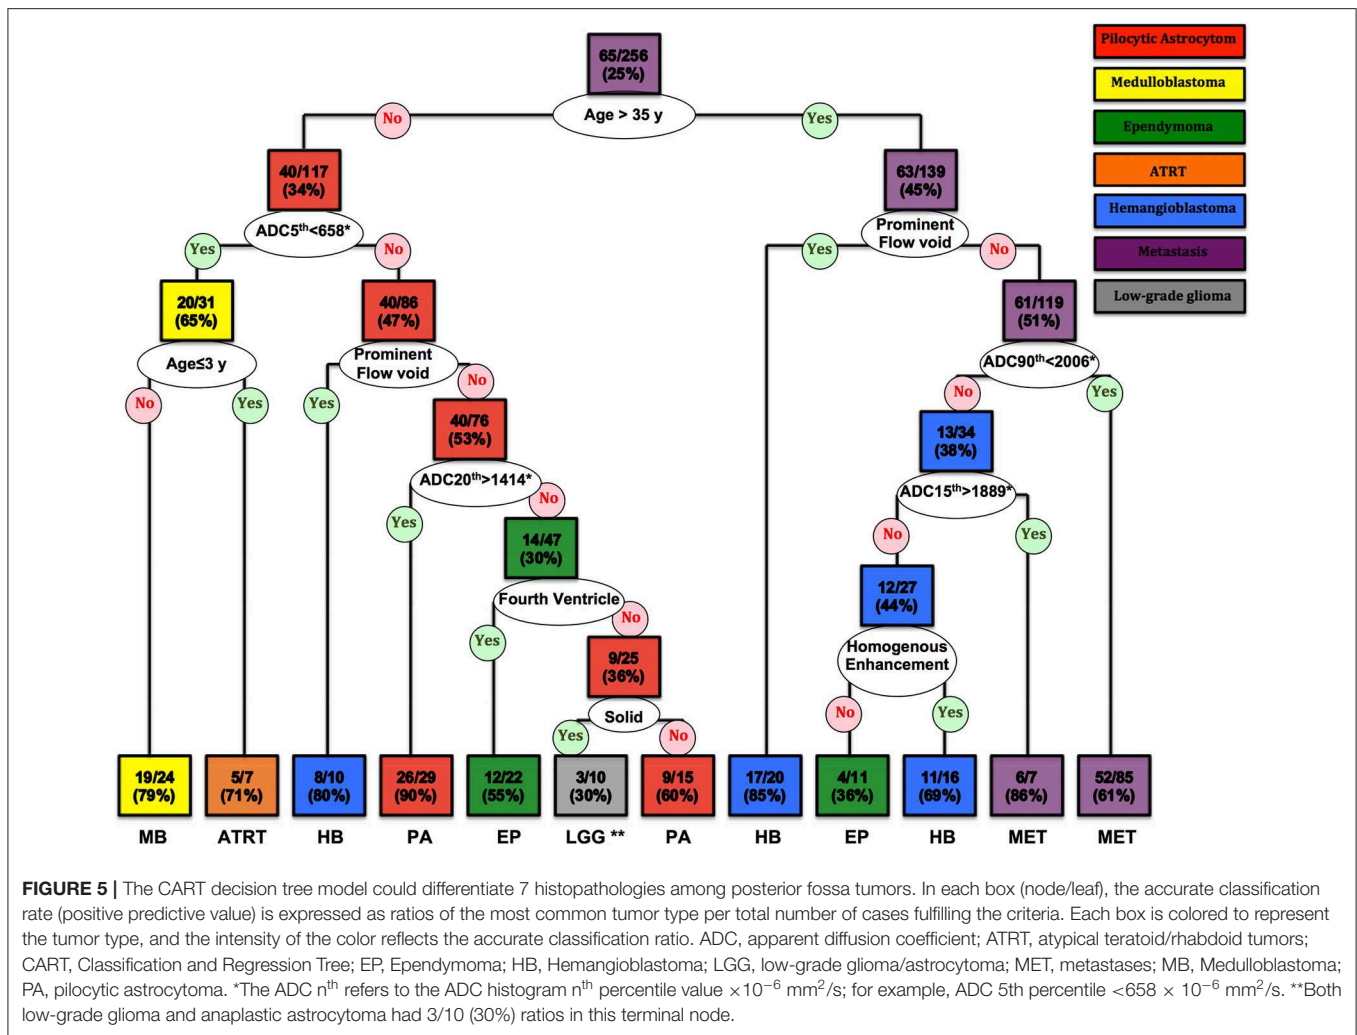 65/256
(25%)
Age > 35 y
No
Yes
Pilocytic Astrocytom
Medulloblastoma
Ependymoma
ATRT
Hemangioblastoma
Metastasis
Low-grade glioma
40/117
(34%)
ADC5th<658*
Yes
No
63/139
(45%)
Prominent
Flow void
Yes
No
20/31
(65%)
Age≤3 y
No
Yes
40/86
(47%)
Prominent
Flow void
Yes
No
61/119
(51%)
ADC90th<2006*
No
Yes
40/76
(53%)
ADC20th>1414*
Yes
No
13/34
(38%)
ADC15th>1889*
No
Yes
14/47
(30%)
Fourth Ventricle
Yes
No
12/27
(44%)
Homogenous
Enhancement
No
Yes
9/25
(36%)
Solid
Yes
No
19/24
(79%)
MB
5/7
(71%)
ATRT
8/10
(80%)
HB
26/29
(90%)
PA
12/22
(55%)
EP
3/10
(30%)
LGG **
9/15
(60%)
PA
17/20
(85%)
HB
4/11
(36%)
EP
11/16
(69%)
HB
6/7
(86%)
MET
52/85
(61%)
MET
FIGURE 5 | The CART decision tree model could differentiate 7 histopathologies among posterior fossa tumors. In each box (node/leaf), the accurate classification
rate (positive predictive value) is expressed as ratios of the most common tumor type per total number of cases fulfilling the criteria. Each box is colored to represent
the tumor type, and the intensity of the color reflects the accurate classification ratio. ADC, apparent diffusion coefficient; ATRT, atypical teratoid/rhabdoid tumors;
CART, Classification and Regression Tree; EP, Ependymoma; HB, Hemangioblastoma; LGG, low-grade glioma/astrocytoma; MET, metastases; MB, Medulloblastoma;
PA, pilocytic astrocytoma. *The ADC nth refers to the ADC histogram nth percentile value ×10−6 mm2/s; for example, ADC 5th percentile <658 × 10−6 mm2/s. **Both
low-grade glioma and anaplastic astrocytoma had 3/10 (30%) ratios in this terminal node.